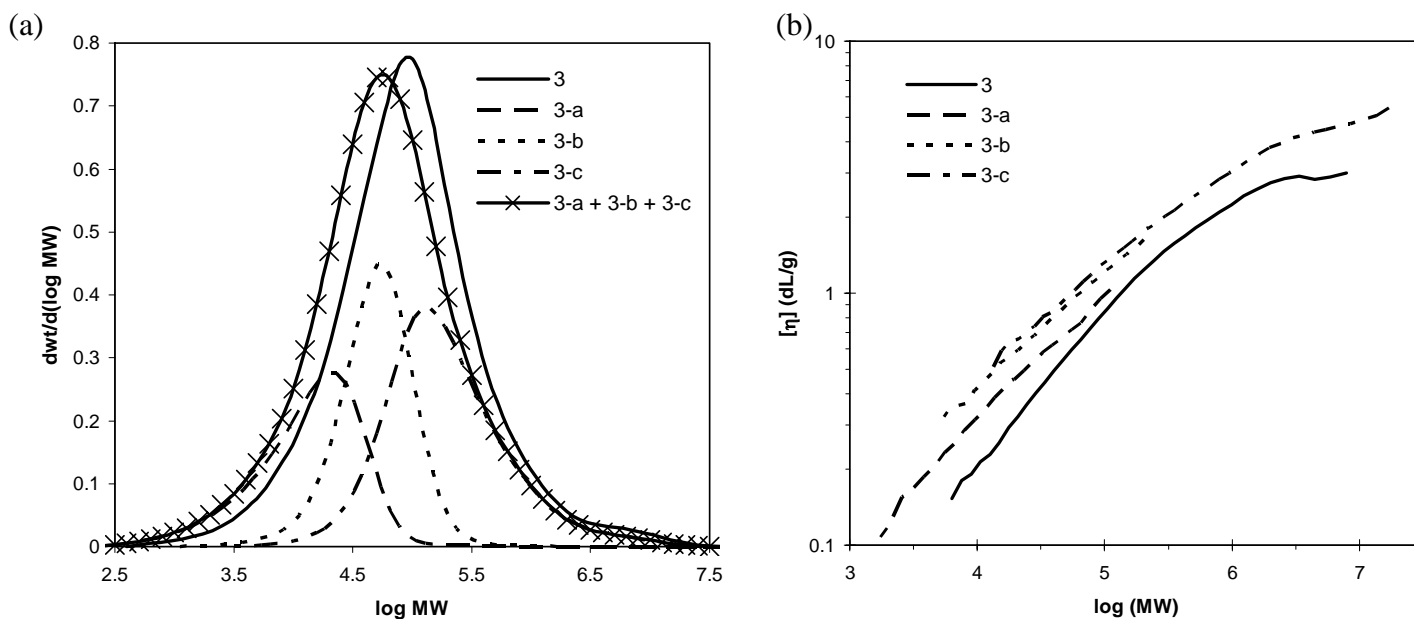 (a)
0.8
0.7
0.6
0.5
0.4
0.3
0.2
0.1
0
dwt/d(log MW)
2.5 3.5 4.5 5.5 6.5 7.5
log MW
3
3-a
3-b
3-c
3-a + 3-b + 3-c
(b)
10
1
0.1
[η] (dL/g)
3 4 5 6 7
log (MW)
3
3-a
3-b
3-c